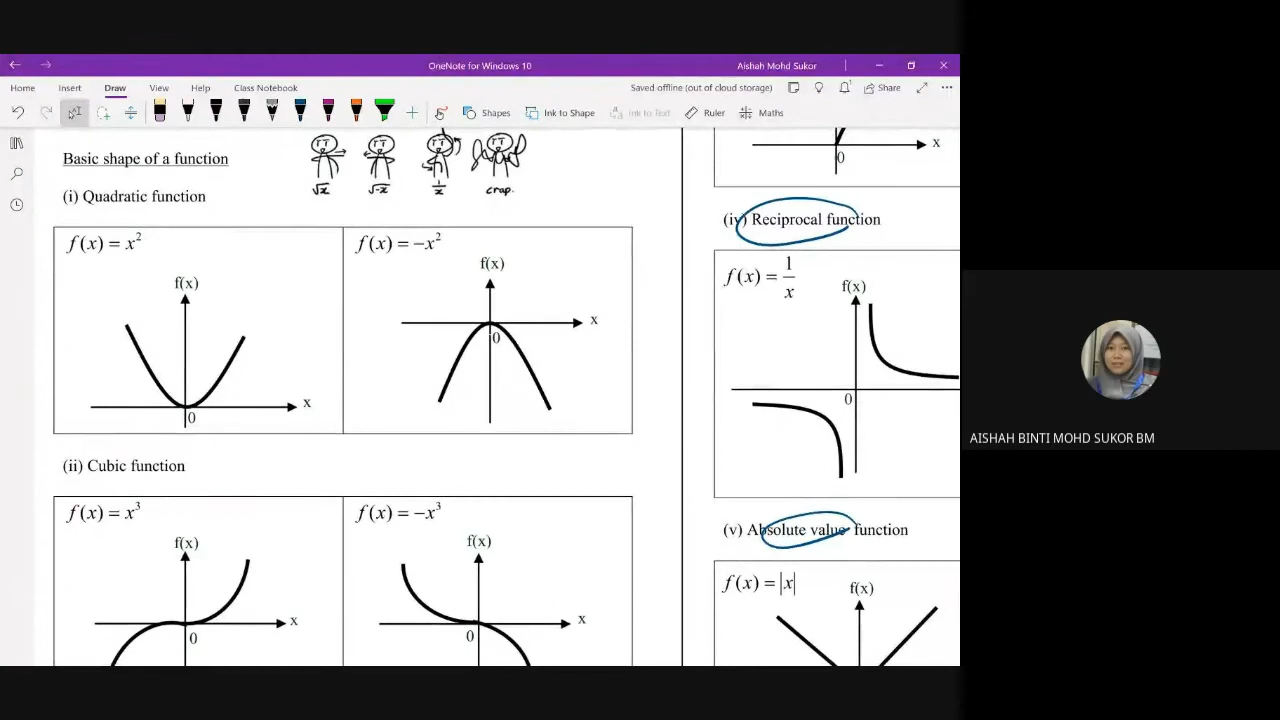 OneNote for Windows 10
Aishah Mohd Sukor
Home Insert Draw View Help Class Notebook
Saved offline (out of cloud storage)
Share
Shapes
Ink to Shape
Ink to Text
Ruler
Maths
Basic shape of a function
√x
√-x
1/x
crap.
(i) Quadratic function
f(x) = x²
f(x)
x
0
f(x) = -x²
f(x)
x
0
(ii) Cubic function
f(x) = x³
f(x)
x
0
f(x) = -x³
f(x)
x
0
x
0
(iv) Reciprocal function
f(x) = 1/x
f(x)
0
(v) Absolute value function
f(x) = |x|
f(x)
AISHAH BINTI MOHD SUKOR BM